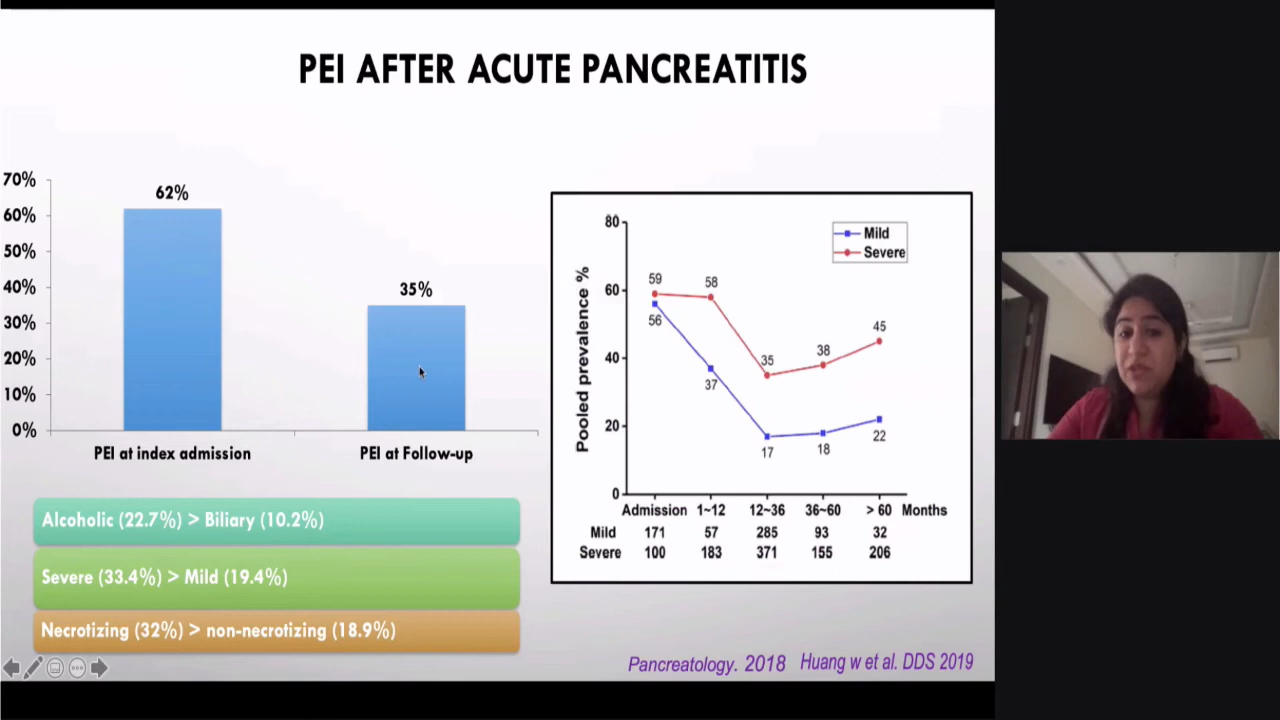 PEI AFTER ACUTE PANCREATITIS
70%
60%
50%
40%
30%
20%
10%
0%
62%
35%
PEI at index admission
PEI at Follow-up
Alcoholic (22.7%) > Biliary (10.2%)
Severe (33.4%) > Mild (19.4%)
Necrotizing (32%) > non-necrotizing (18.9%)
Pooled prevalence %
80
60
40
20
0
Mild
Severe
59
58
35
38
45
56
37
17
18
22
Admission 1~12 12~36 36~60 > 60 Months
Mild 171 57 285 93 32
Severe 100 183 371 155 206
Pancreatology. 2018 Huang w et al. DDS 2019